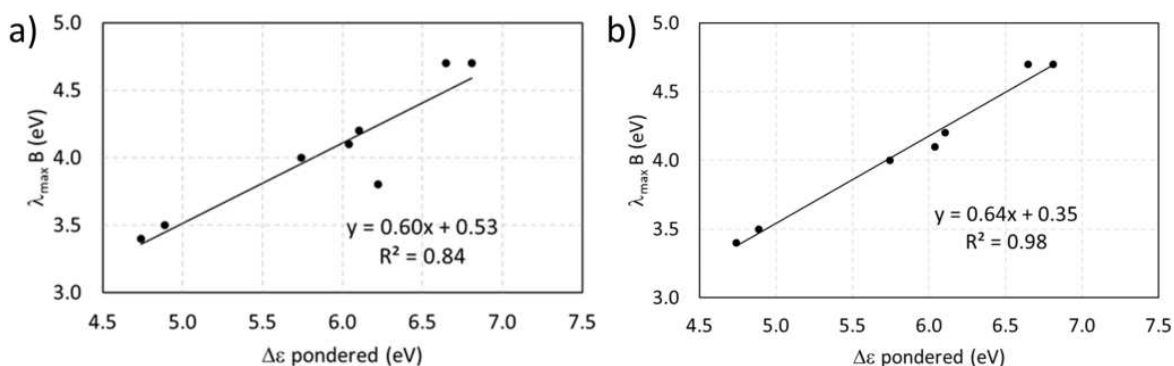 a)
5.0
4.5
4.0
3.5
3.0
λmax B (eV)
y = 0.60x + 0.53
R² = 0.84
4.5 5.0 5.5 6.0 6.5 7.0 7.5
Δε pondered (eV)
b)
5.0
4.5
4.0
3.5
3.0
λmax B (eV)
y = 0.64x + 0.35
R² = 0.98
4.5 5.0 5.5 6.0 6.5 7.0 7.5
Δε pondered (eV)